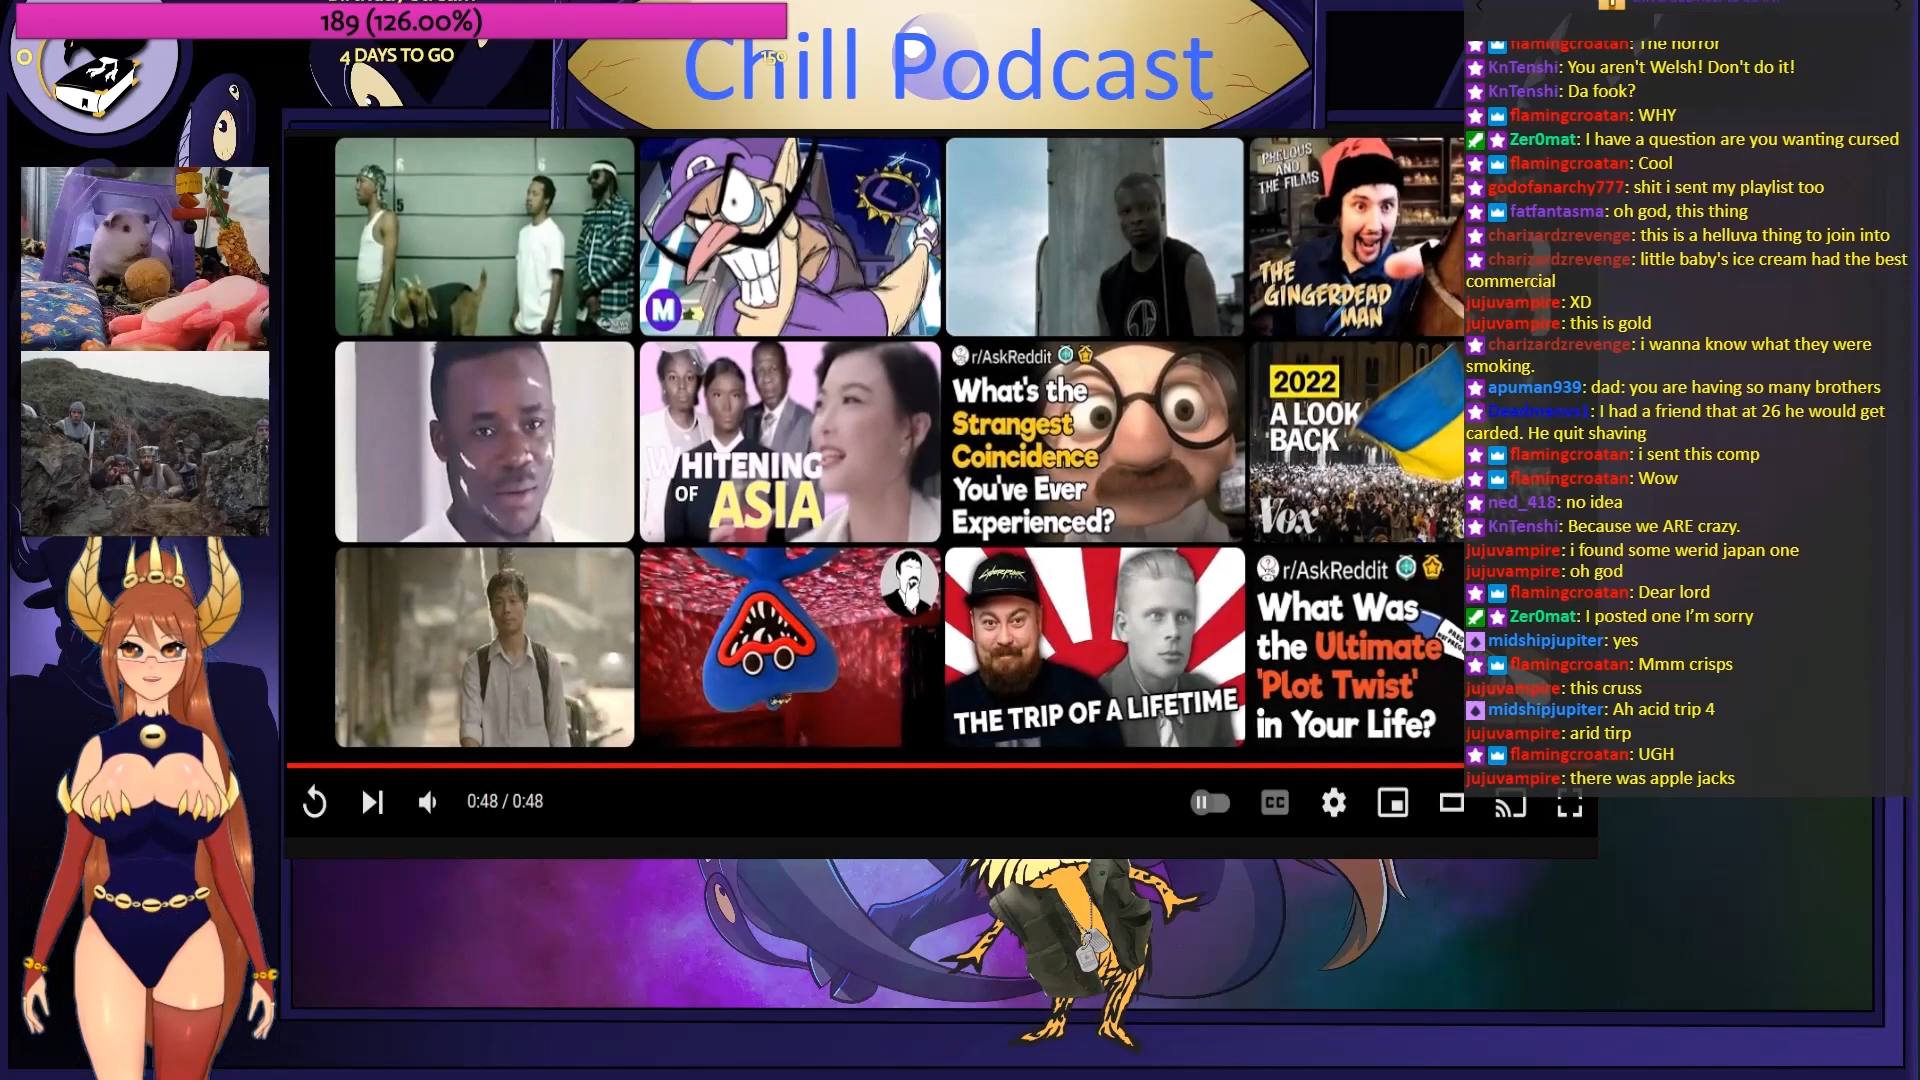 189 (126.00%)
4 DAYS TO GO
150
Chill Podcast
M
PHELOUS
AND
THE FILMS
THE
GINGERDEAD
MAN
WHITENING
OF ASIA
r/AskReddit
What's the
Strangest
Coincidence
You've Ever
Experienced?
2022
A LOOK
BACK
Vox
THE TRIP OF A LIFETIME
r/AskReddit
What Was
the Ultimate
'Plot Twist'
in Your Life?
0:48 / 0:48
CC
flamingcroatan: The horror
KnTenshi: You aren't Welsh! Don't do it!
KnTenshi: Da fook?
flamingcroatan: WHY
Zer0mat: I have a question are you wanting cursed
flamingcroatan: Cool
godofanarchy777: shit i sent my playlist too
fatfantasma: oh god, this thing
charizardzrevenge: this is a helluva thing to join into
charizardzrevenge: little baby's ice cream had the best
commercial
jujuvampire: XD
jujuvampire: this is gold
charizardzrevenge: i wanna know what they were
smoking.
apuman939: dad: you are having so many brothers
I had a friend that at 26 he would get
carded. He quit shaving
flamingcroatan: i sent this comp
flamingcroatan: Wow
ned_418: no idea
KnTenshi: Because we ARE crazy.
jujuvampire: i found some werid japan one
jujuvampire: oh god
flamingcroatan: Dear lord
Zer0mat: I posted one I'm sorry
midshipjupiter: yes
flamingcroatan: Mmm crisps
jujuvampire: this cruss
midshipjupiter: Ah acid trip 4
jujuvampire: arid tirp
flamingcroatan: UGH
jujuvampire: there was apple jacks